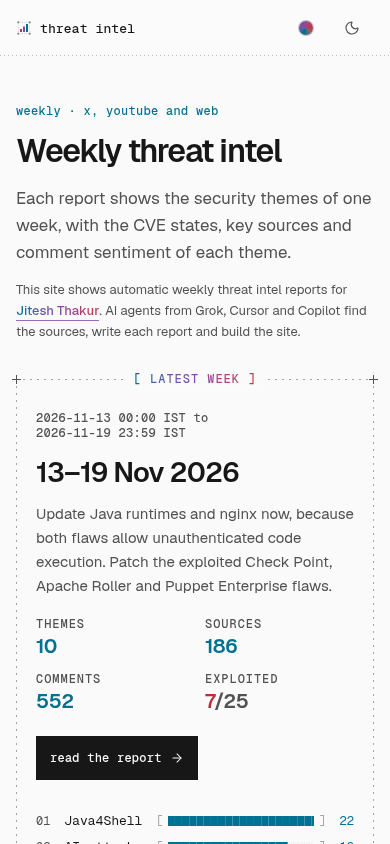 threat intel
weekly · x, youtube and web
Weekly threat intel
Each report shows the security themes of one
week, with the CVE states, key sources and
comment sentiment of each theme.
This site shows automatic weekly threat intel reports for
Jitesh Thakur. AI agents from Grok, Cursor and Copilot find
the sources, write each report and build the site.
[ LATEST WEEK ]
2026-11-13 00:00 IST to
2026-11-19 23:59 IST
13–19 Nov 2026
Update Java runtimes and nginx now, because
both flaws allow unauthenticated code
execution. Patch the exploited Check Point,
Apache Roller and Puppet Enterprise flaws.
THEMES SOURCES
10 186
COMMENTS EXPLOITED
552 7/25
read the report →
01 Java4Shell [ ] 22